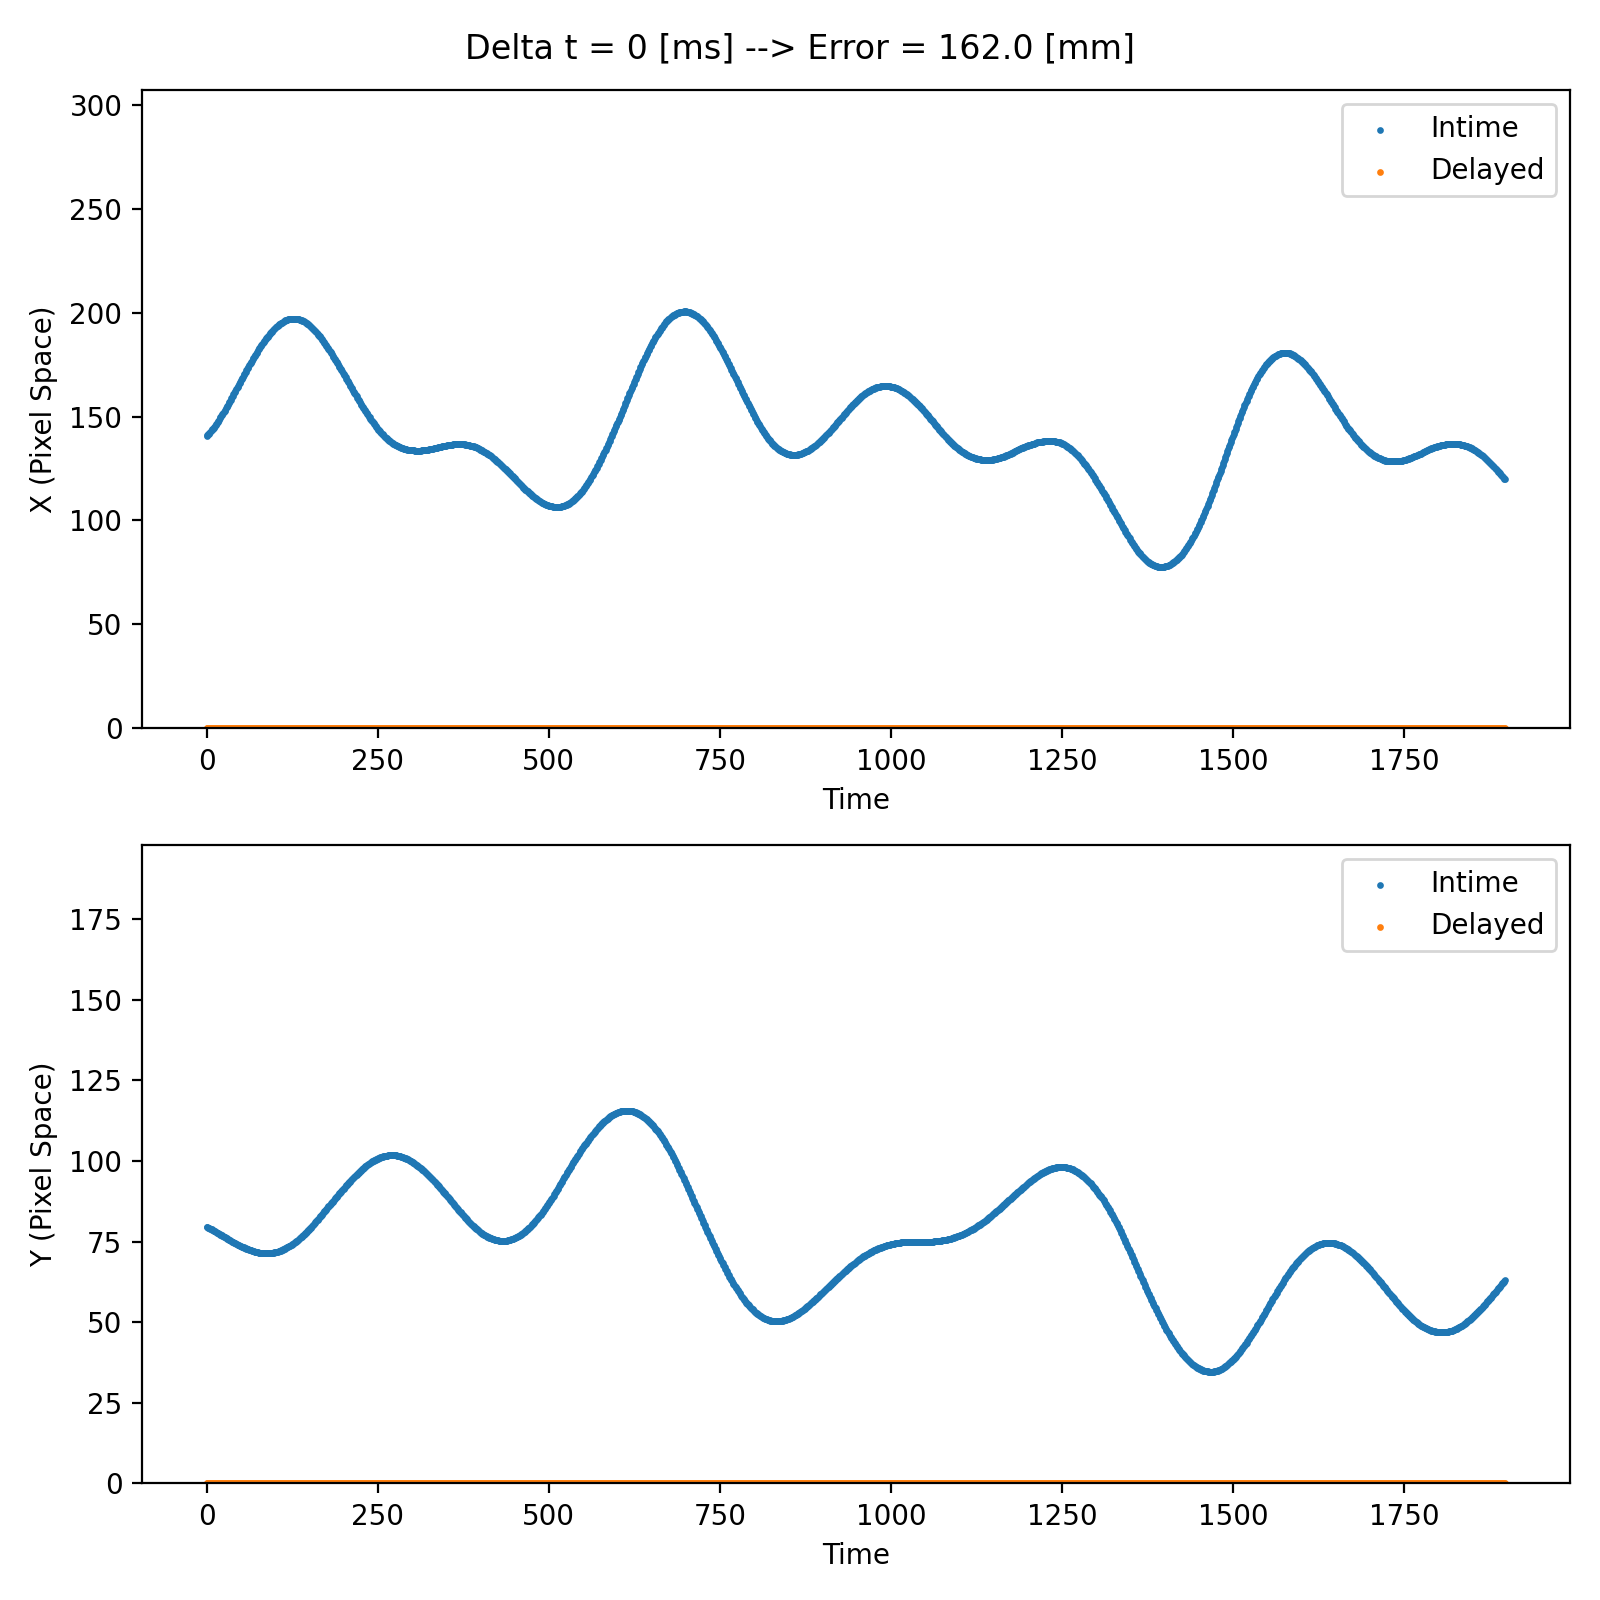 Delta t = 0 [ms] --> Error = 162.0 [mm]
300
250
200
150
100
50
0
X (Pixel Space)
Intime
Delayed
0 250 500 750 1000 1250 1500 1750
Time
175
150
125
100
75
50
25
0
Y (Pixel Space)
Intime
Delayed
0 250 500 750 1000 1250 1500 1750
Time